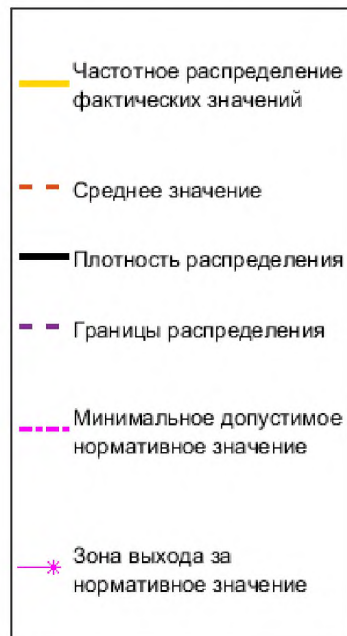 Частотное распределение
фактических значений
Среднее значение
Плотность распределения
Границы распределения
Минимальное допустимое
нормативное значение
Зона выхода за
нормативное значение